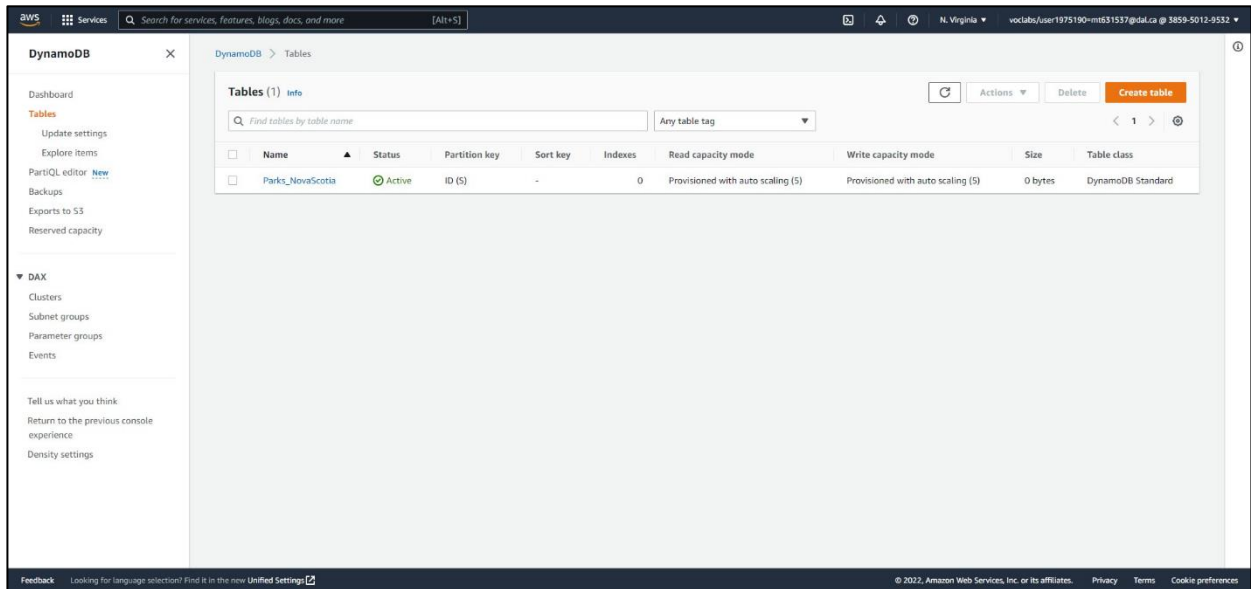 aws Services Search for services, features, blogs, docs, and more [Alt+S] N. Virginia ▼ voclabs/user1975190=mt631537@dal.ca @ 3859-5012-9532 ▼
DynamoDB
DynamoDB > Tables
Dashboard
Tables
Update settings
Explore items
PartiQL editor New
Backups
Exports to S3
Reserved capacity
▼ DAX
Clusters
Subnet groups
Parameter groups
Events
Tell us what you think
Return to the previous console
experience
Density settings
Tables (1) Info
Actions ▼ Delete Create table
Find tables by table name Any table tag ▼ < 1 >
Name ▲ Status Partition key Sort key Indexes Read capacity mode Write capacity mode Size Table class
Parks_NovaScotia Active ID (S) - 0 Provisioned with auto scaling (5) Provisioned with auto scaling (5) 0 bytes DynamoDB Standard
Feedback Looking for language selection? Find it in the new Unified Settings © 2022, Amazon Web Services, Inc. or its affiliates. Privacy Terms Cookie preferences